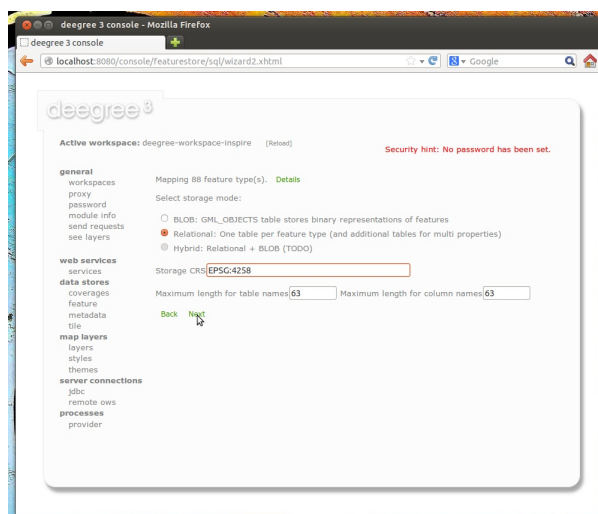 deegree 3 console - Mozilla Firefox
deegree 3 console
localhost:8080/console/featurestore/sql/wizard2.xhtml
Google
deegree 3
Active workspace: deegree-workspace-inspire [Reload]
Security hint: No password has been set.
general
workspaces
proxy
password
module info
send requests
see layers
web services
services
data stores
coverages
feature
metadata
tile
map layers
layers
styles
themes
server connections
jdbc
remote ows
processes
provider
Mapping 88 feature type(s). Details
Select storage mode:
BLOB: GML_OBJECTS table stores binary representations of features
Relational: One table per feature type (and additional tables for multi properties)
Hybrid: Relational + BLOB (TODO)
Storage CRS EPSG:4258
Maximum length for table names 63 Maximum length for column names 63
Back Next